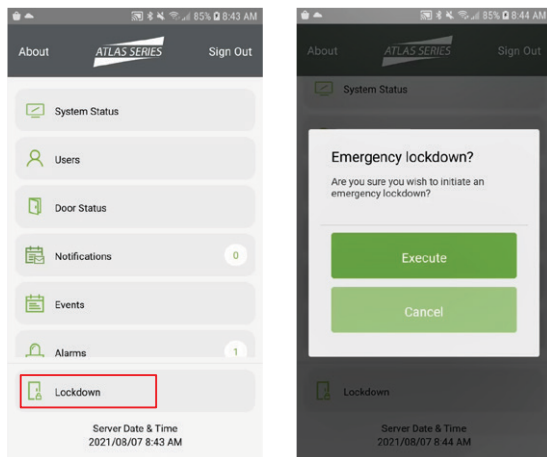 85% 8:43 AM
About
ATLAS SERIES
Sign Out
System Status
Users
Door Status
Notifications
0
Events
Alarms
1
Lockdown
Server Date & Time
2021/08/07 8:43 AM
85% 8:44 AM
About
ATLAS SERIES
Sign Out
System Status
Emergency lockdown?
Are you sure you wish to initiate an
emergency lockdown?
Execute
Cancel
Lockdown
Server Date & Time
2021/08/07 8:44 AM